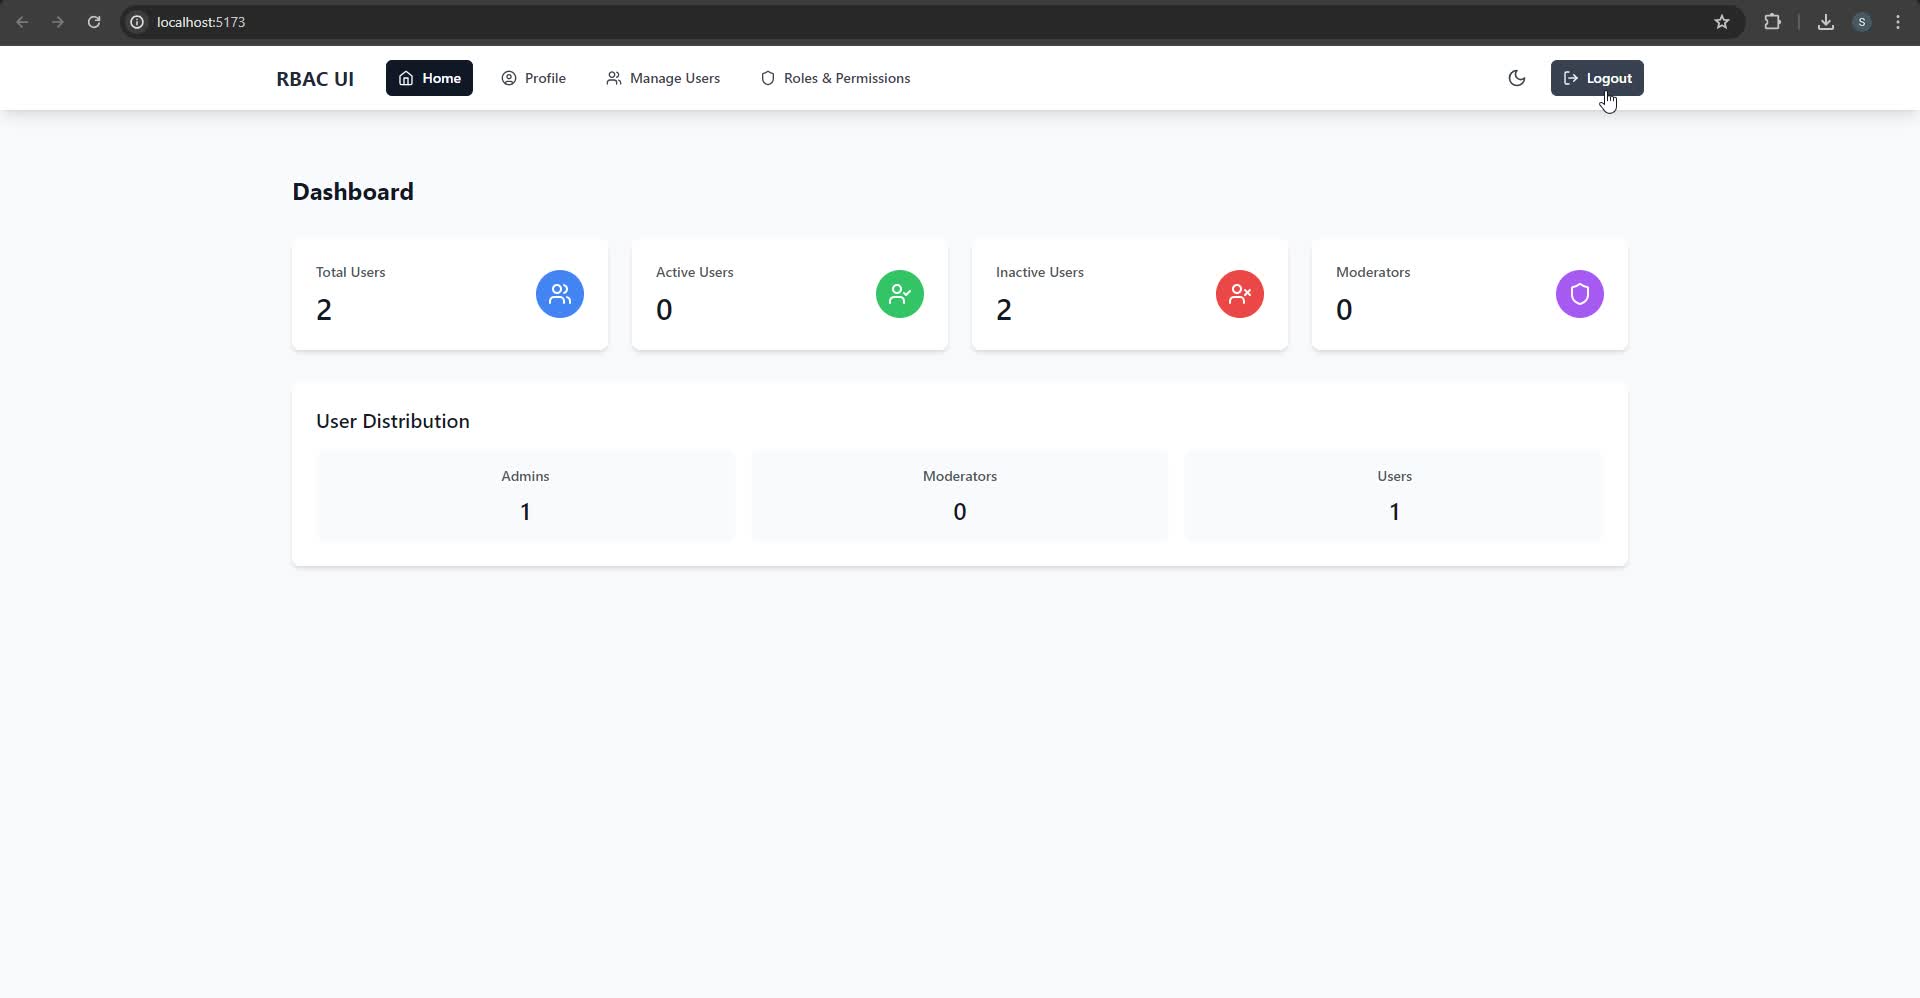 localhost:5173
S
RBAC UI
Home
Profile
Manage Users
Roles & Permissions
Logout
Dashboard
Total Users
2
Active Users
0
Inactive Users
2
Moderators
0
User Distribution
Admins
1
Moderators
0
Users
1